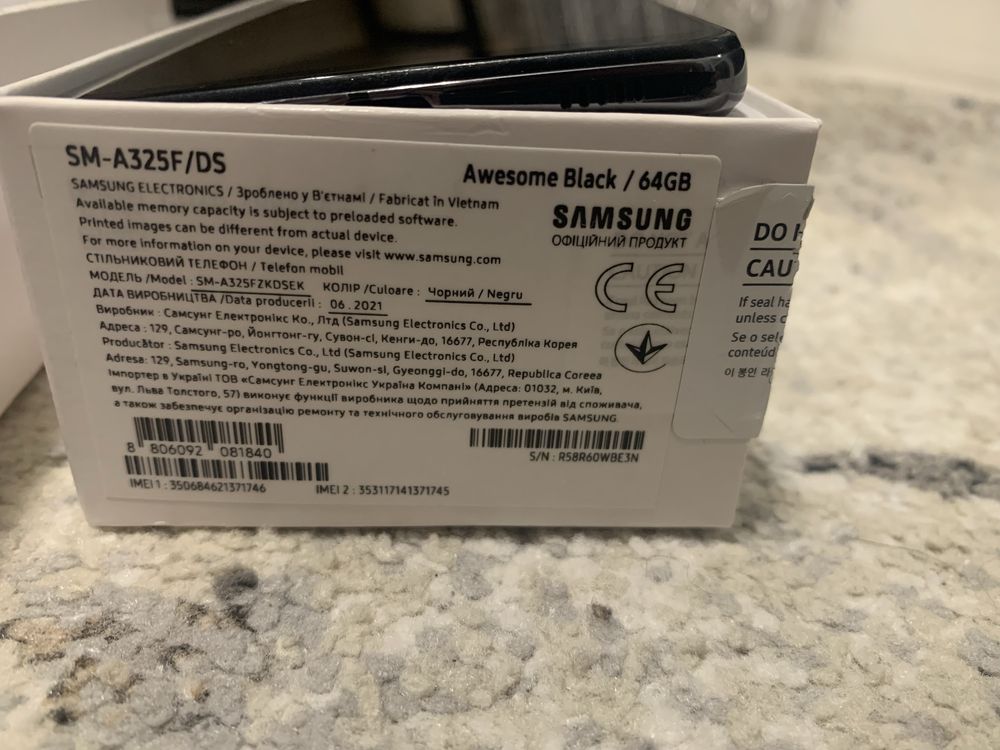 SM-A325F/DS
Awesome Black / 64GB
SAMSUNG ELECTRONICS / Зроблено у В'єтнамі / Fabricat în Vietnam
Available memory capacity is subject to preloaded software.
Printed images can be different from actual device.
For more information on your device, please visit www.samsung.com
SAMSUNG
ОФІЦІЙНИЙ ПРОДУКТ
СТІЛЬНИКОВИЙ ТЕЛЕФОН / Telefon mobil
МОДЕЛЬ /Model : SM-A325FZKDSEK КОЛІР /Culoare : Чорний / Negru
ДАТА ВИРОБНИЦТВА /Data producerii : 06.2021
CE
Виробник : Самсунг Електронікс Ко., Лтд (Samsung Electronics Co., Ltd)
Адреса : 129, Самсунг-ро, Йонгтонг-гу, Сувон-сі, Кенги-до, 16677, Республіка Корея
Producător : Samsung Electronics Co., Ltd (Samsung Electronics Co., Ltd)
Adresa: 129, Samsung-ro, Yongtong-gu, Suwon-si, Gyeonggi-do, 16677, Republica Coreea
Імпортер в Україні ТОВ «Самсунг Електронікс Україна Компані» (Адреса: 01032, м. Київ,
вул. Льва Толстого, 57) виконує функції виробника щодо прийняття претензій від споживача,
а також забезпечує організацію ремонту та технічного обслуговування виробів SAMSUNG.
8 806092 081840
S/N : R58R60WBE3N
IMEI 1 : 350684621371746 IMEI 2 : 353117141371745
DO
CAU
If seal
unless
Se o
이 봉인